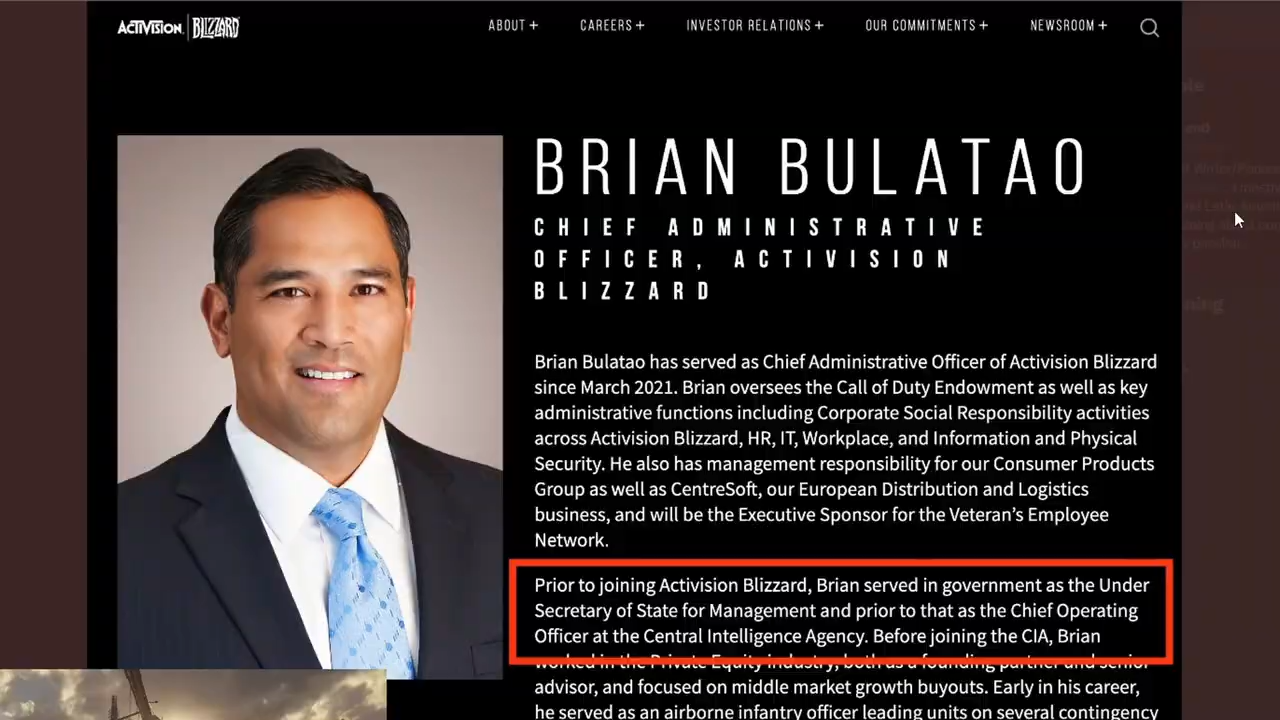 ACTIVISION | BLIZZARD
ABOUT + CAREERS + INVESTOR RELATIONS + OUR COMMITMENTS + NEWSROOM +
BRIAN BULATAO
CHIEF ADMINISTRATIVE
OFFICER, ACTIVISION
BLIZZARD
Brian Bulatao has served as Chief Administrative Officer of Activision Blizzard
since March 2021. Brian oversees the Call of Duty Endowment as well as key
administrative functions including Corporate Social Responsibility activities
across Activision Blizzard, HR, IT, Workplace, and Information and Physical
Security. He also has management responsibility for our Consumer Products
Group as well as CentreSoft, our European Distribution and Logistics
business, and will be the Executive Sponsor for the Veteran's Employee
Network.
Prior to joining Activision Blizzard, Brian served in government as the Under
Secretary of State for Management and prior to that as the Chief Operating
Officer at the Central Intelligence Agency. Before joining the CIA, Brian
worked in the Private Equity industry, both as a founding partner and senior
advisor, and focused on middle market growth buyouts. Early in his career,
he served as an airborne infantry officer leading units on several contingency